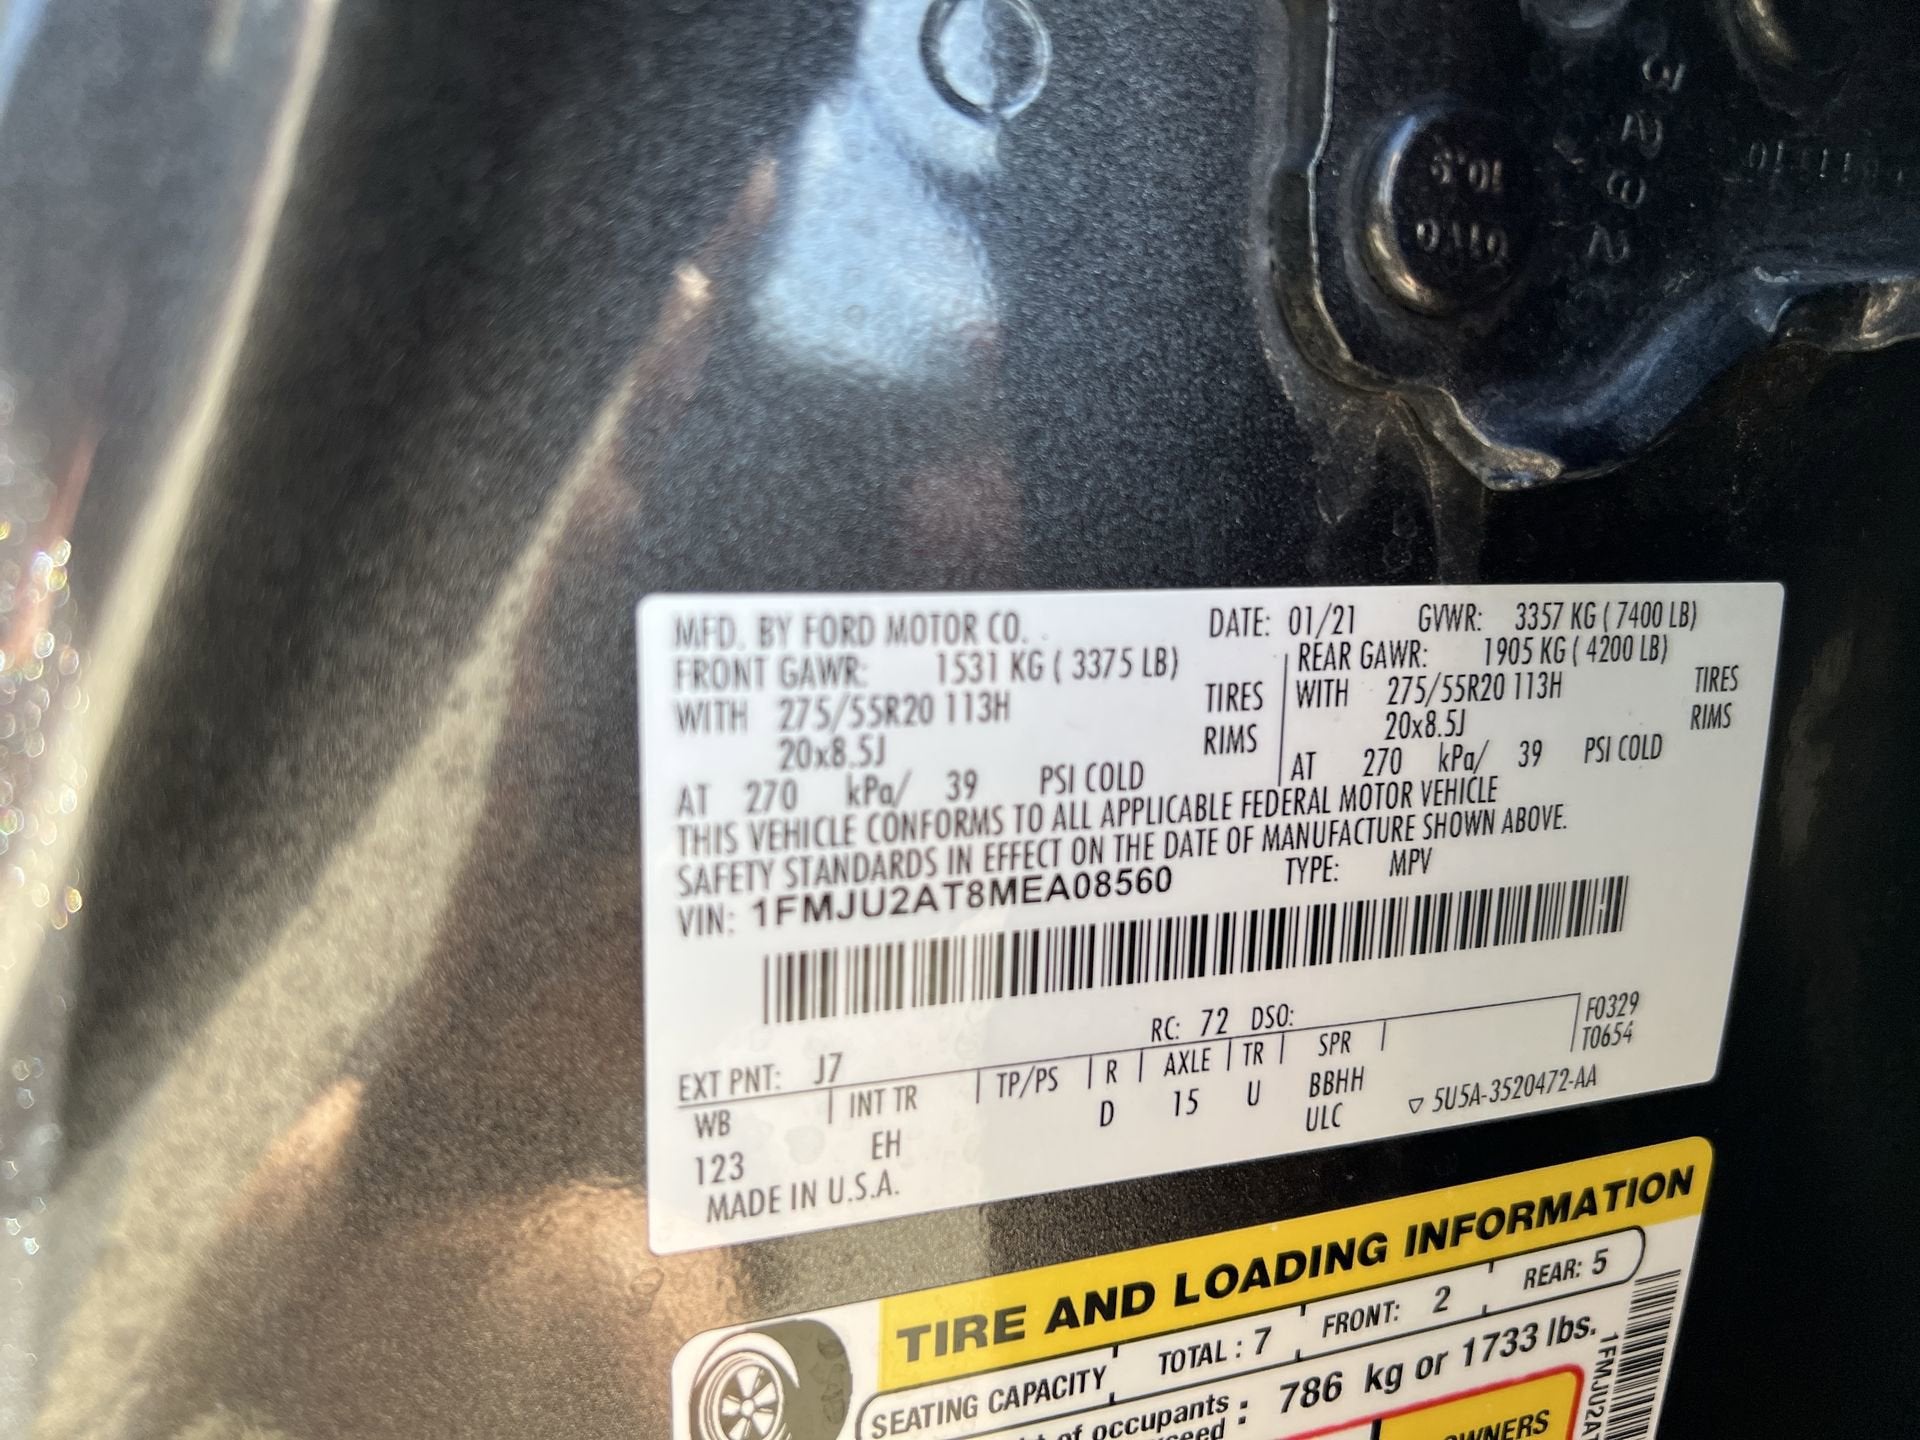 MFD. BY FORD MOTOR CO. DATE: 01/21 GVWR: 3357 KG ( 7400 LB)
FRONT GAWR: 1531 KG ( 3375 LB) REAR GAWR: 1905 KG ( 4200 LB)
WITH 275/55R20 113H TIRES WITH 275/55R20 113H TIRES
20x8.5J RIMS 20x8.5J RIMS
AT 270 kPa/ 39 PSI COLD AT 270 kPa/ 39 PSI COLD
THIS VEHICLE CONFORMS TO ALL APPLICABLE FEDERAL MOTOR VEHICLE
SAFETY STANDARDS IN EFFECT ON THE DATE OF MANUFACTURE SHOWN ABOVE.
VIN: 1FMJU2AT8MEA08560 TYPE: MPV
F0329
T0654
RC: 72 DSO:
EXT PNT: J7
WB INT TR TP/PS R AXLE TR SPR
123 EH D 15 U BBHH
ULC
▽ 5U5A-3520472-AA
MADE IN U.S.A.
TIRE AND LOADING INFORMATION
SEATING CAPACITY TOTAL : 7 FRONT: 2 REAR: 5
of occupants : 786 kg or 1733 lbs.
OWNERS
1FMJU2A